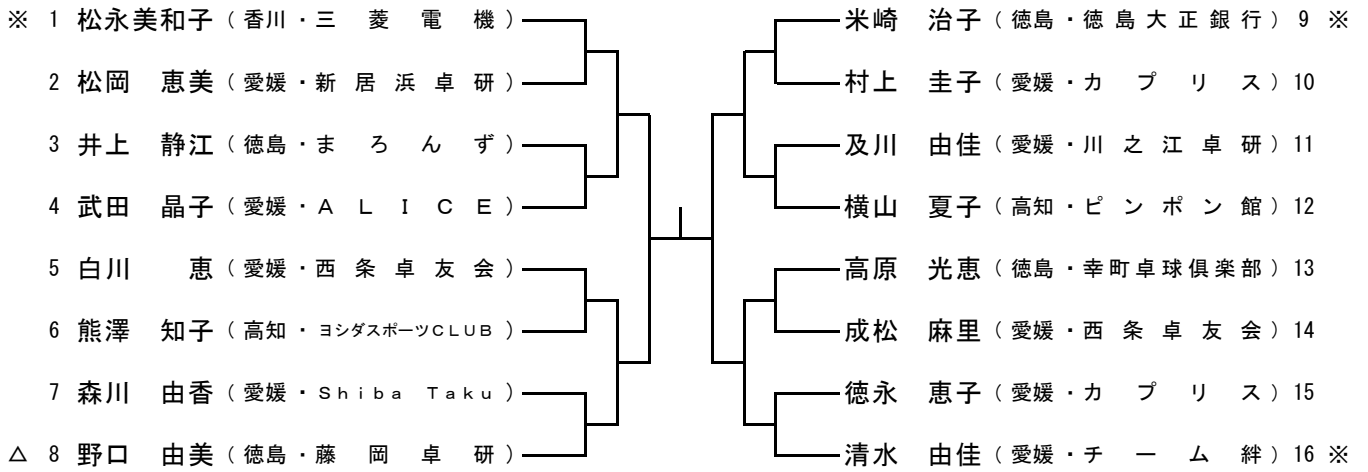 ※ 1 松永美和子（香川・三菱電機）
2 松岡 恵美（愛媛・新居浜卓研）
3 井上 静江（徳島・まろんず）
4 武田 晶子（愛媛・ＡＬＩＣＥ）
5 白川 恵（愛媛・西条卓友会）
6 熊澤 知子（高知・ヨシダスポーツCLUB）
7 森川 由香（愛媛・Shiba Taku）
△ 8 野口 由美（徳島・藤岡卓研）
米崎 治子（徳島・徳島大正銀行）9 ※
村上 圭子（愛媛・カプリス）10
及川 由佳（愛媛・川之江卓研）11
横山 夏子（高知・ピンポン館）12
高原 光恵（徳島・幸町卓球倶楽部）13
成松 麻里（愛媛・西条卓友会）14
徳永 恵子（愛媛・カプリス）15
清水 由佳（愛媛・チーム絆）16 ※